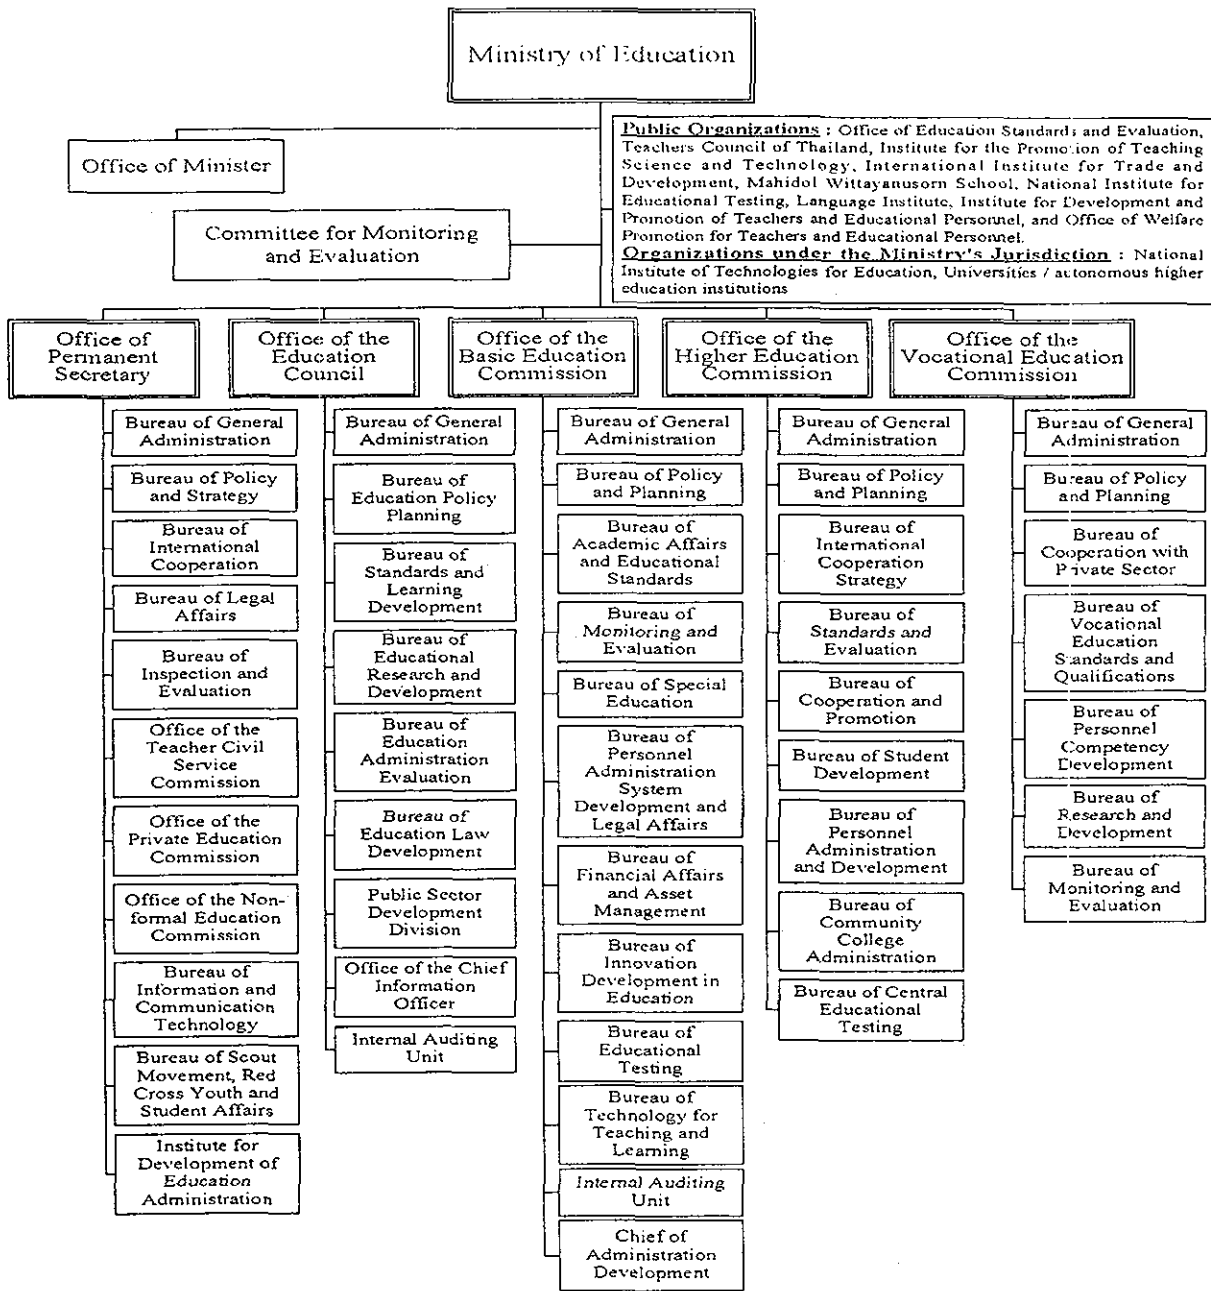 Ministry of Education
Office of Minister
Public Organizations : Office of Education Standards and Evaluation,
Teachers Council of Thailand, Institute for the Promotion of Teaching
Science and Technology, International Institute for Trade and
Development, Mahidol Wittayanusorn School, National Institute for
Educational Testing, Language Institute, Institute for Development and
Promotion of Teachers and Educational Personnel, and Office of Welfare
Promotion for Teachers and Educational Personnel.
Organizations under the Ministry's Jurisdiction : National
Institute of Technologies for Education, Universities / autonomous higher
education institutions
Committee for Monitoring
and Evaluation
Office of
Permanent
Secretary
Bureau of General
Administration
Bureau of Policy
and Strategy
Bureau of
International
Cooperation
Bureau of Legal
Affairs
Bureau of
Inspection and
Evaluation
Office of the
Teacher Civil
Service
Commission
Office of the
Private Education
Commission
Office of the Non-
formal Education
Commission
Bureau of
Information and
Communication
Technology
Bureau of Scout
Movement, Red
Cross Youth and
Student Affairs
Institute for
Development of
Education
Administration
Office of the
Education
Council
Bureau of General
Administration
Bureau of
Education Policy
Planning
Bureau of
Standards and
Learning
Development
Bureau of
Educational
Research and
Development
Bureau of
Education
Administration
Evaluation
Bureau of
Education Law
Development
Public Sector
Development
Division
Office of the Chief
Information
Officer
Internal Auditing
Unit
Office of the
Basic Education
Commission
Bureau of General
Administration
Bureau of Policy
and Planning
Bureau of
Academic Affairs
and Educational
Standards
Bureau of
Monitoring and
Evaluation
Bureau of Special
Education
Bureau of
Personnel
Administration
System
Development and
Legal Affairs
Bureau of
Financial Affairs
and Asset
Management
Bureau of
Innovation
Development in
Education
Bureau of
Educational
Testing
Bureau of
Technology for
Teaching and
Learning
Internal Auditing
Unit
Chief of
Administration
Development
Office of the
Higher Education
Commission
Bureau of General
Administration
Bureau of Policy
and Planning
Bureau of
International
Cooperation
Strategy
Bureau of
Standards and
Evaluation
Bureau of
Cooperation
and Promotion
Bureau of Student
Development
Bureau of
Personnel
Administration
and Development
Bureau of
Community
College
Administration
Bureau of Central
Educational
Testing
Office of the
Vocational Education
Commission
Bureau of General
Administration
Bureau of Policy
and Planning
Bureau of
Cooperation with
Private Sector
Bureau of
Vocational
Education
Standards and
Qualifications
Bureau of
Personnel
Competency
Development
Bureau of
Research and
Development
Bureau of
Monitoring and
Evaluation